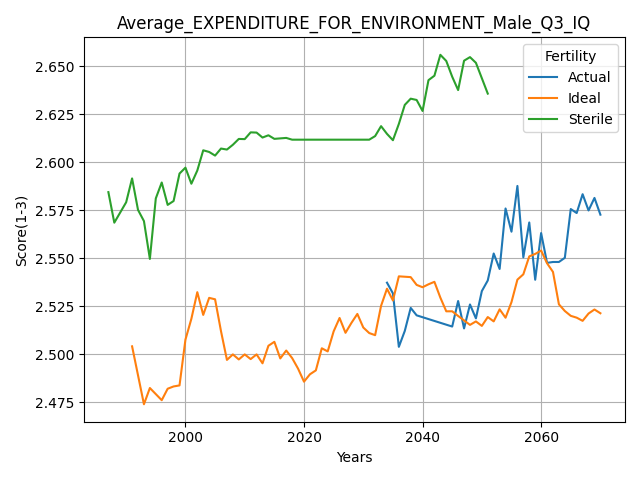 Average_EXPENDITURE_FOR_ENVIRONMENT_Male_Q3_IQ
Fertility
Actual
Ideal
Sterile
Score(1-3)
2.650
2.625
2.600
2.575
2.550
2.525
2.500
2.475
2000
2020
2040
2060
Years